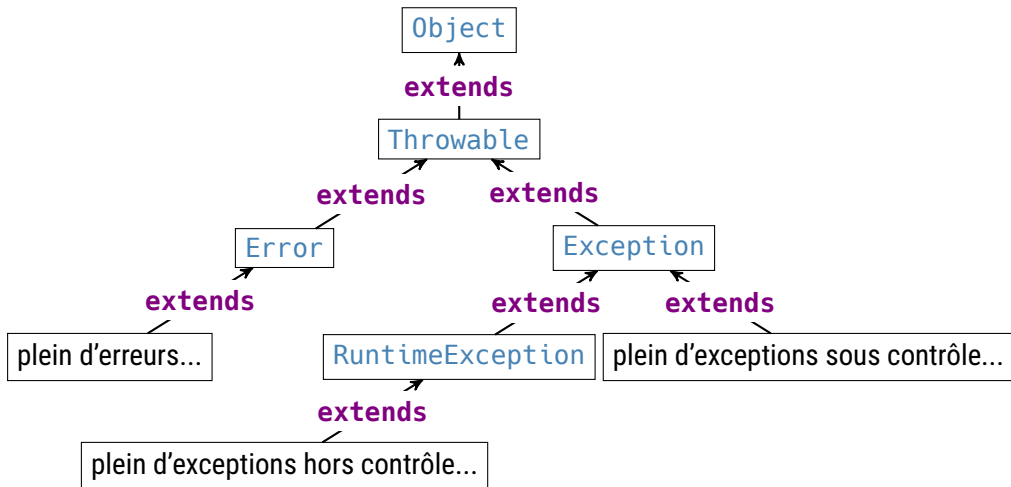 Object
extends
Throwable
extends extends
Error Exception
extends extends extends
plein d’erreurs... RuntimeException plein d’exceptions sous contrôle...
extends
plein d’exceptions hors contrôle...